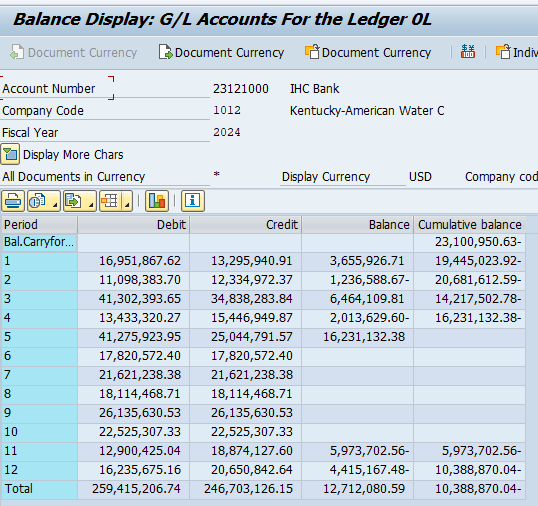 Balance Display: G/L Accounts For the Ledger 0L
Document Currency Document Currency Document Currency Indiv
Account Number 23121000 IHC Bank
Company Code 1012 Kentucky-American Water C
Fiscal Year 2024
Display More Chars
All Documents in Currency * Display Currency USD Company cod
Period Debit Credit Balance Cumulative balance
Bal.Carryfor... 23,100,950.63-
1 16,951,867.62 13,295,940.91 3,655,926.71 19,445,023.92-
2 11,098,383.70 12,334,972.37 1,236,588.67- 20,681,612.59-
3 41,302,393.65 34,838,283.84 6,464,109.81 14,217,502.78-
4 13,433,320.27 15,446,949.87 2,013,629.60- 16,231,132.38-
5 41,275,923.95 25,044,791.57 16,231,132.38
6 17,820,572.40 17,820,572.40
7 21,621,238.38 21,621,238.38
8 18,114,468.71 18,114,468.71
9 26,135,630.53 26,135,630.53
10 22,525,307.33 22,525,307.33
11 12,900,425.04 18,874,127.60 5,973,702.56- 5,973,702.56-
12 16,235,675.16 20,650,842.64 4,415,167.48- 10,388,870.04-
Total 259,415,206.74 246,703,126.15 12,712,080.59 10,388,870.04-